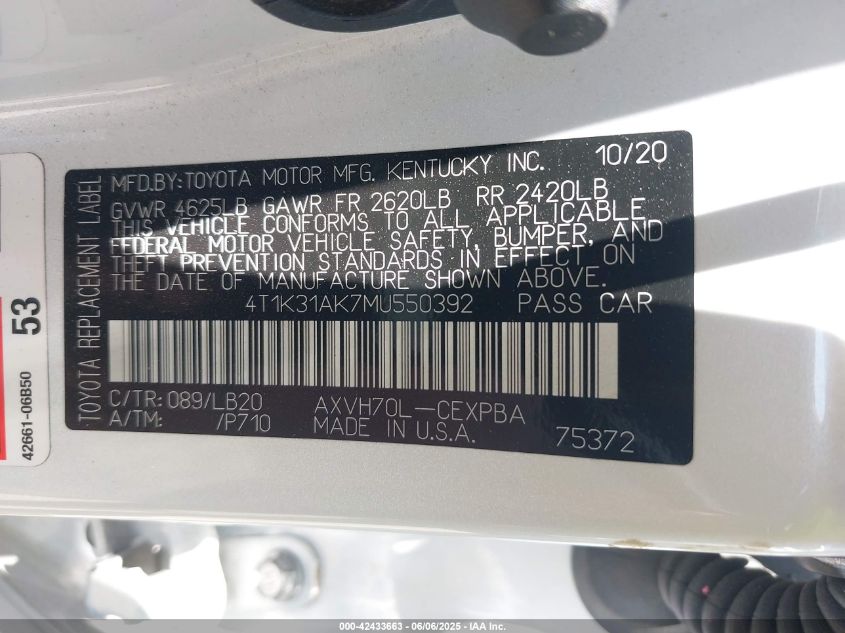 TOYOTA REPLACEMENT LABEL
MFD.BY:TOYOTA MOTOR MFG. KENTUCKY INC. 10/20
GVWR 4625LB GAWR FR 2620LB RR 2420LB
THIS VEHICLE CONFORMS TO ALL APPLICABLE
FEDERAL MOTOR VEHICLE SAFETY, BUMPER, AND
THEFT PREVENTION STANDARDS IN EFFECT ON
THE DATE OF MANUFACTURE SHOWN ABOVE.
4T1K31AK7MU550392 PASS CAR
C/TR: 089/LB20 AXVH70L-CEXPBA
A/TM: /P710 MADE IN U.S.A. 75372
53
42661-06B50
000-42433663 - 06/06/2025 - IAA Inc.